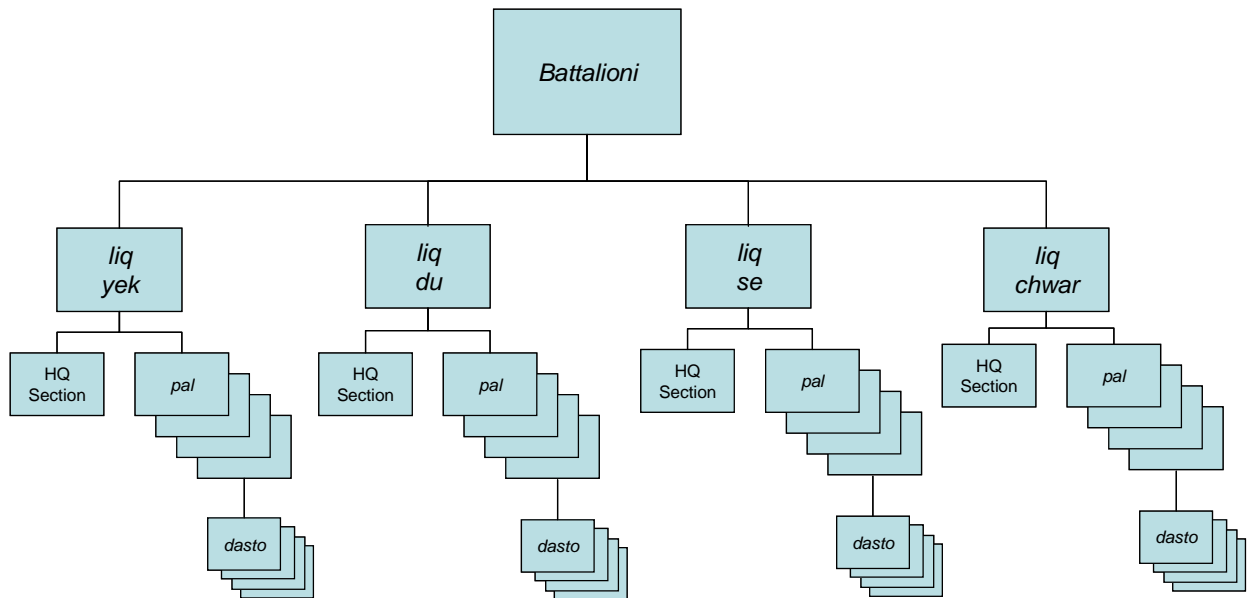 Battalioni
liq
yek
liq
du
liq
se
liq
chwar
HQ
Section
pal
HQ
Section
pal
HQ
Section
pal
HQ
Section
pal
dasto
dasto
dasto
dasto